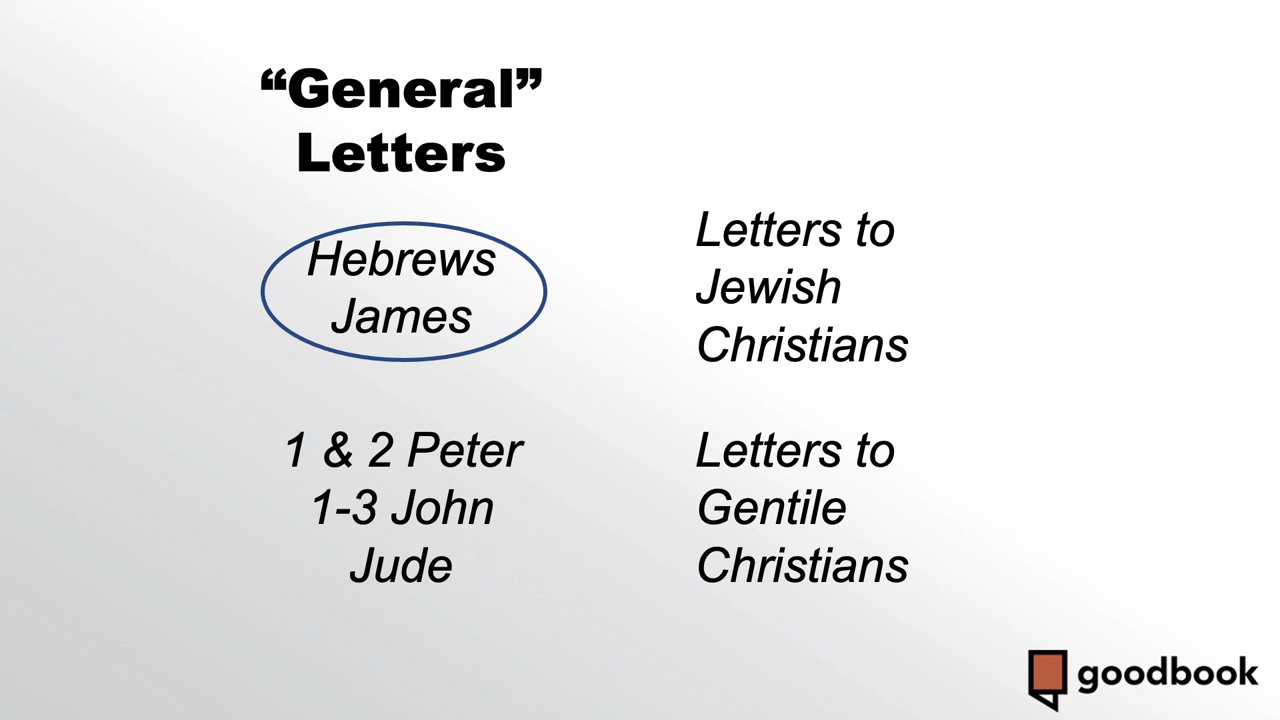 “General”
Letters
Hebrews
James
Letters to
Jewish
Christians
1 & 2 Peter
1-3 John
Jude
Letters to
Gentile
Christians
goodbook